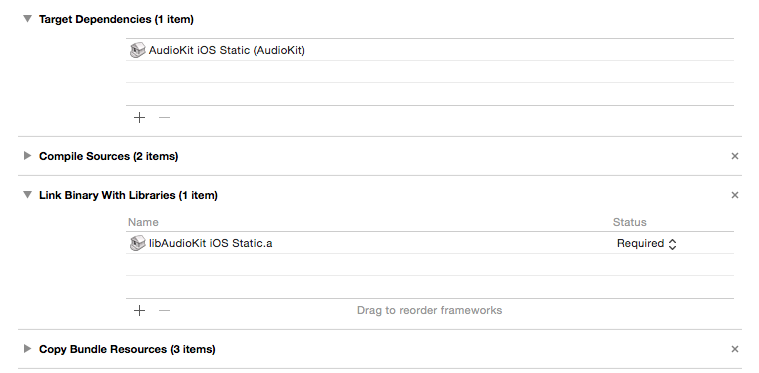 Target Dependencies (1 item)
AudioKit iOS Static (AudioKit)
Compile Sources (2 items)
Link Binary With Libraries (1 item)
Name Status
libAudioKit iOS Static.a Required
Drag to reorder frameworks
Copy Bundle Resources (3 items)